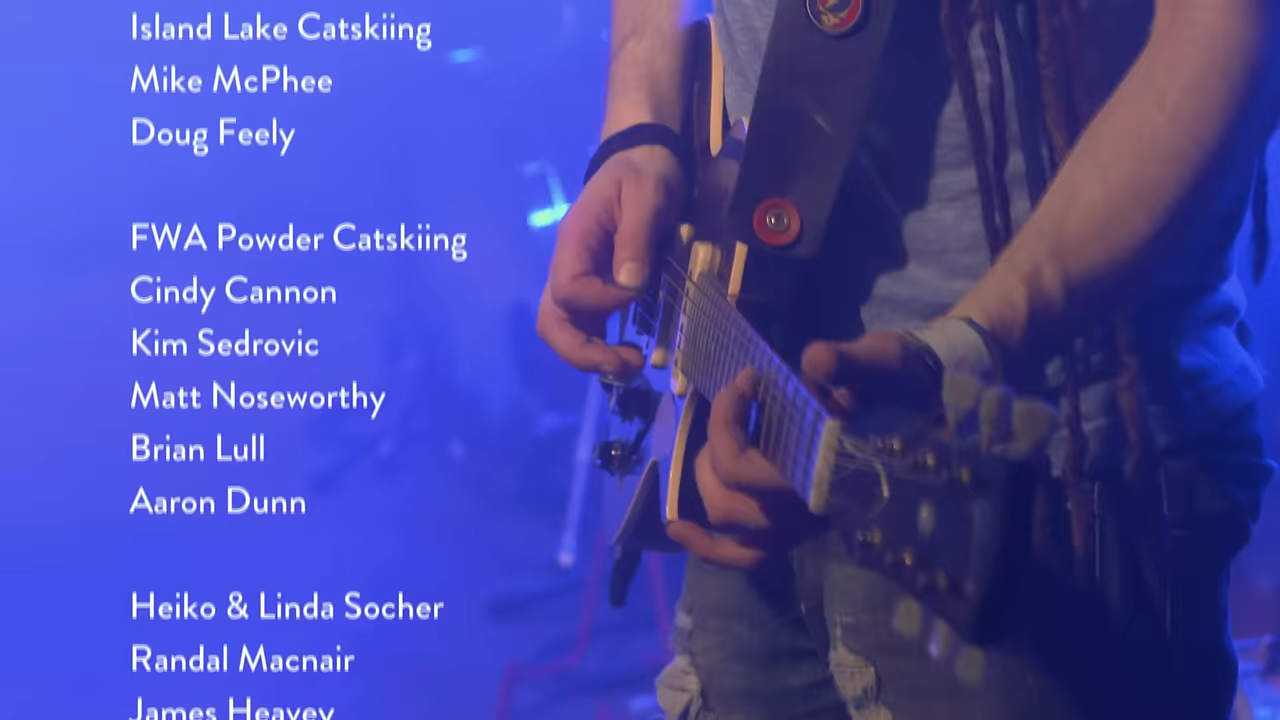 Island Lake Catskiing
Mike McPhee
Doug Feely
FWA Powder Catskiing
Cindy Cannon
Kim Sedrovic
Matt Noseworthy
Brian Lull
Aaron Dunn
Heiko & Linda Socher
Randal Macnair
James Heavey